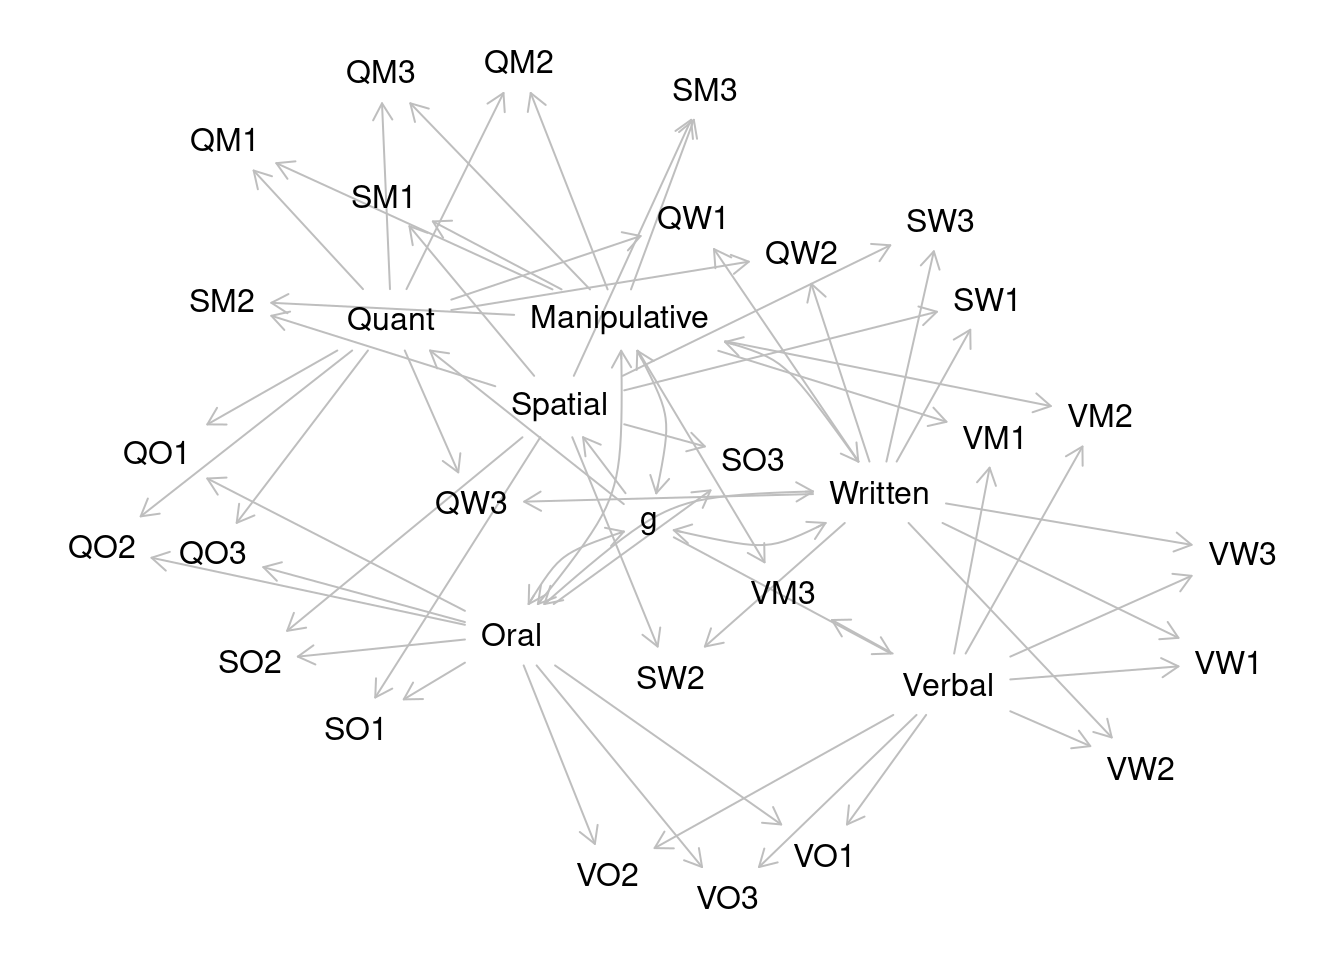 QM2
QM3
SM3
QM1
SM1
QW1
SW3
QW2
SW1
SM2
Quant
Manipulative
Spatial
VM2
VM1
QO1
SO3
Written
QW3
g
QO2
QO3
VW3
VM3
Oral
SO2
VW1
SW2
Verbal
SO1
VW2
VO1
VO2
VO3